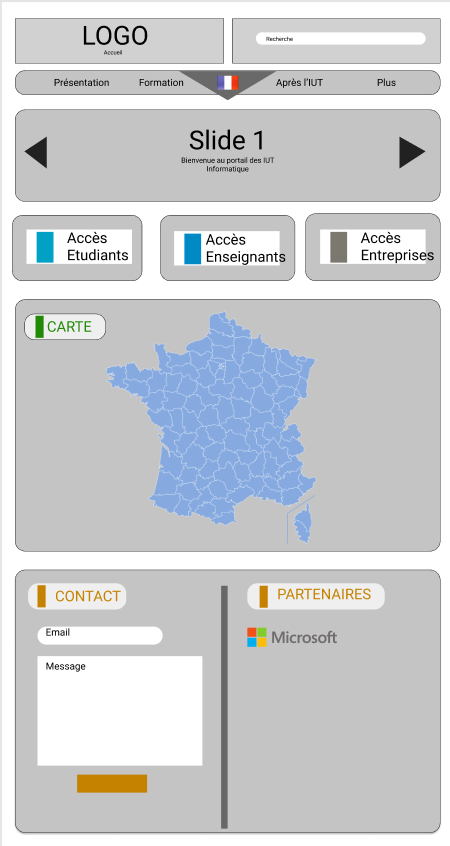 LOGO
Accueil
Recherche
Présentation
Formation
Après l'IUT
Plus
Slide 1
Bienvenue au portail des IUT
Informatique
Accès
Etudiants
Accès
Enseignants
Accès
Entreprises
CARTE
CONTACT
Email
Message
PARTENAIRES
Microsoft